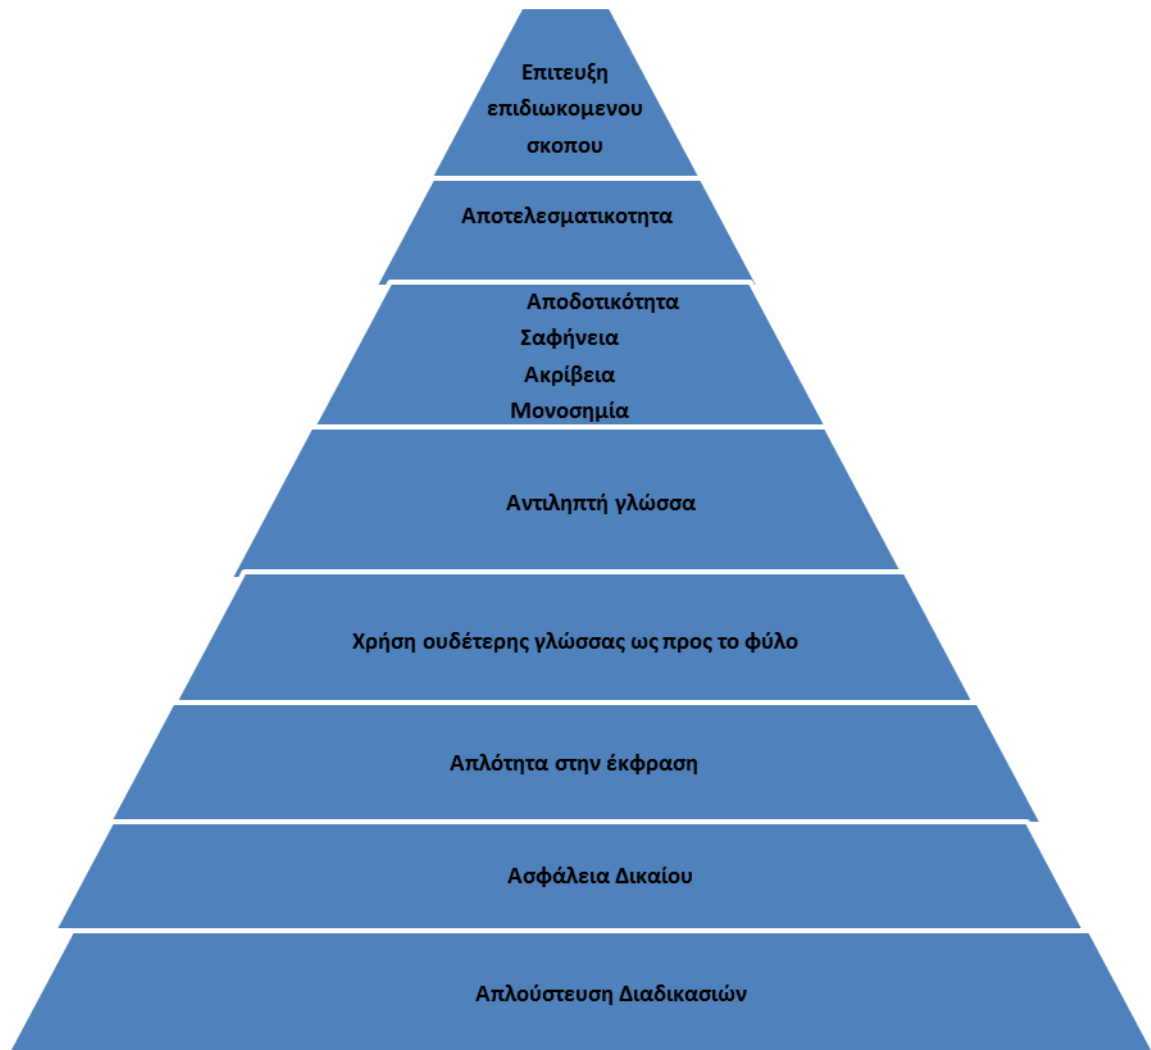 Επιτευξη
επιδιωκομενου
σκοπου
Αποτελεσματικοτητα
Αποδοτικότητα
Σαφήνεια
Ακρίβεια
Μονοσημία
Αντιληπτή γλώσσα
Χρήση ουδέτερης γλώσσας ως προς το φύλο
Απλότητα στην έκφραση
Ασφάλεια Δικαίου
Απλούστευση Διαδικασιών